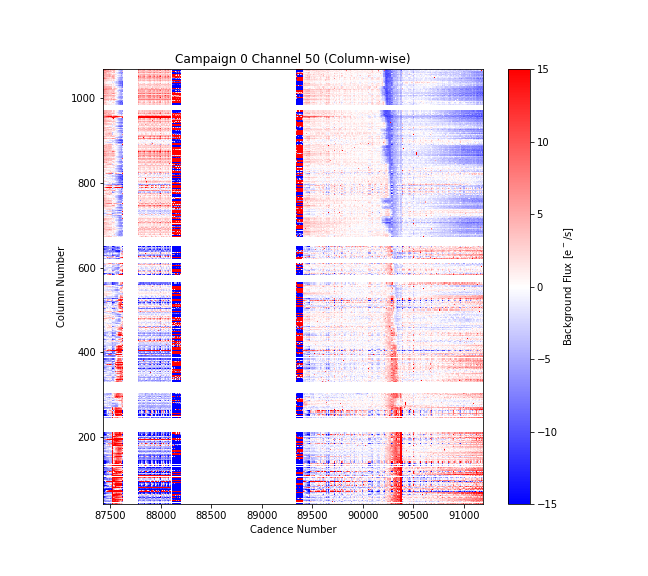 Campaign 0 Channel 50 (Column-wise)
1000
800
600
400
200
Column Number
87500 88000 88500 89000 89500 90000 90500 91000
Cadence Number
15
10
5
0
−5
−10
−15
Background Flux [e⁻/s]